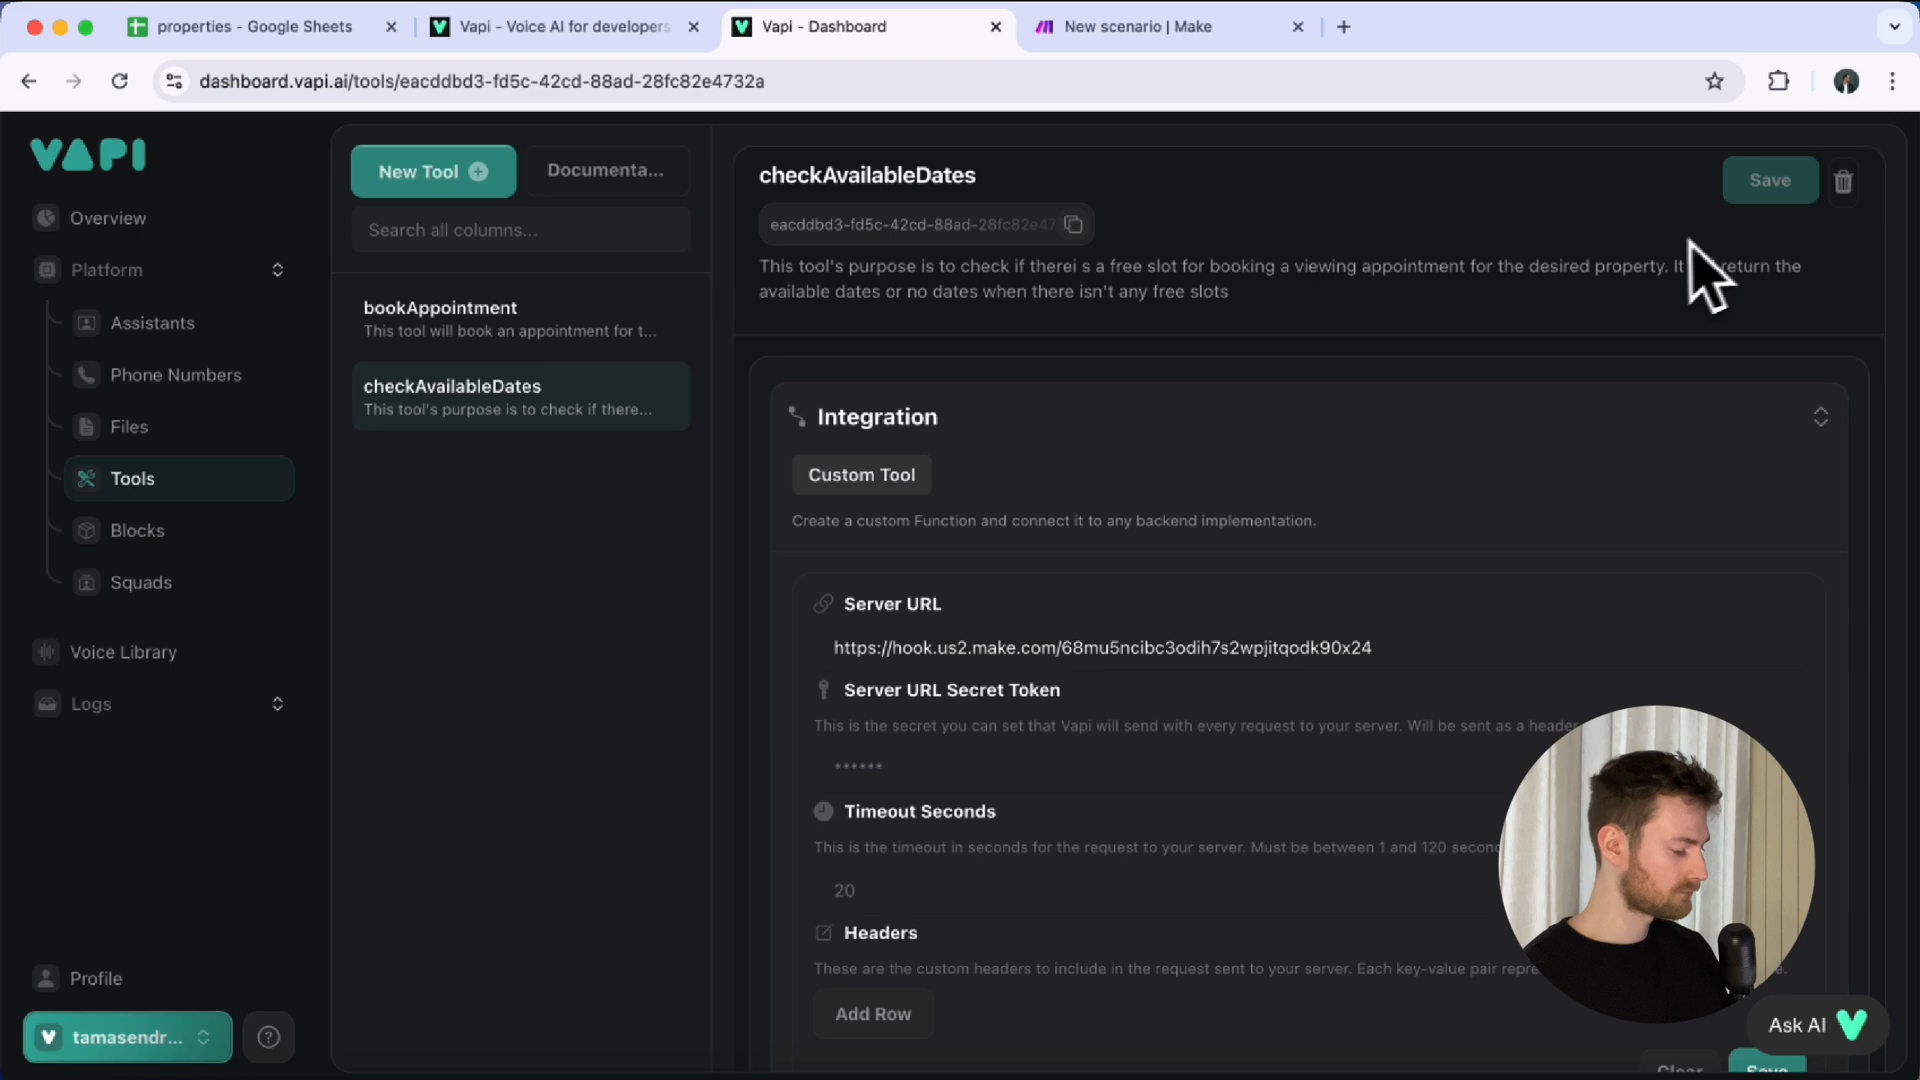 properties - Google Sheets
Vapi - Voice AI for developers
Vapi - Dashboard
New scenario | Make
dashboard.vapi.ai/tools/eacddbd3-fd5c-42cd-88ad-28fc82e4732a
VAPI
Overview
Platform
Assistants
Phone Numbers
Files
Tools
Blocks
Squads
Voice Library
Logs
Profile
tamasendr...
New Tool
Documenta...
Search all columns...
bookAppointment
This tool will book an appointment for t...
checkAvailableDates
This tool's purpose is to check if there...
checkAvailableDates
Save
eacddbd3-fd5c-42cd-88ad-28fc82e47
This tool's purpose is to check if therei s a free slot for booking a viewing appointment for the desired property. It return the
available dates or no dates when there isn't any free slots
Integration
Custom Tool
Create a custom Function and connect it to any backend implementation.
Server URL
https://hook.us2.make.com/68mu5ncibc3odih7s2wpjitqodk90x24
Server URL Secret Token
This is the secret you can set that Vapi will send with every request to your server. Will be sent as a header
******
Timeout Seconds
This is the timeout in seconds for the request to your server. Must be between 1 and 120 second
20
Headers
These are the custom headers to include in the request sent to your server. Each key-value pair repre e.
Add Row
Ask AI
Clear
Save